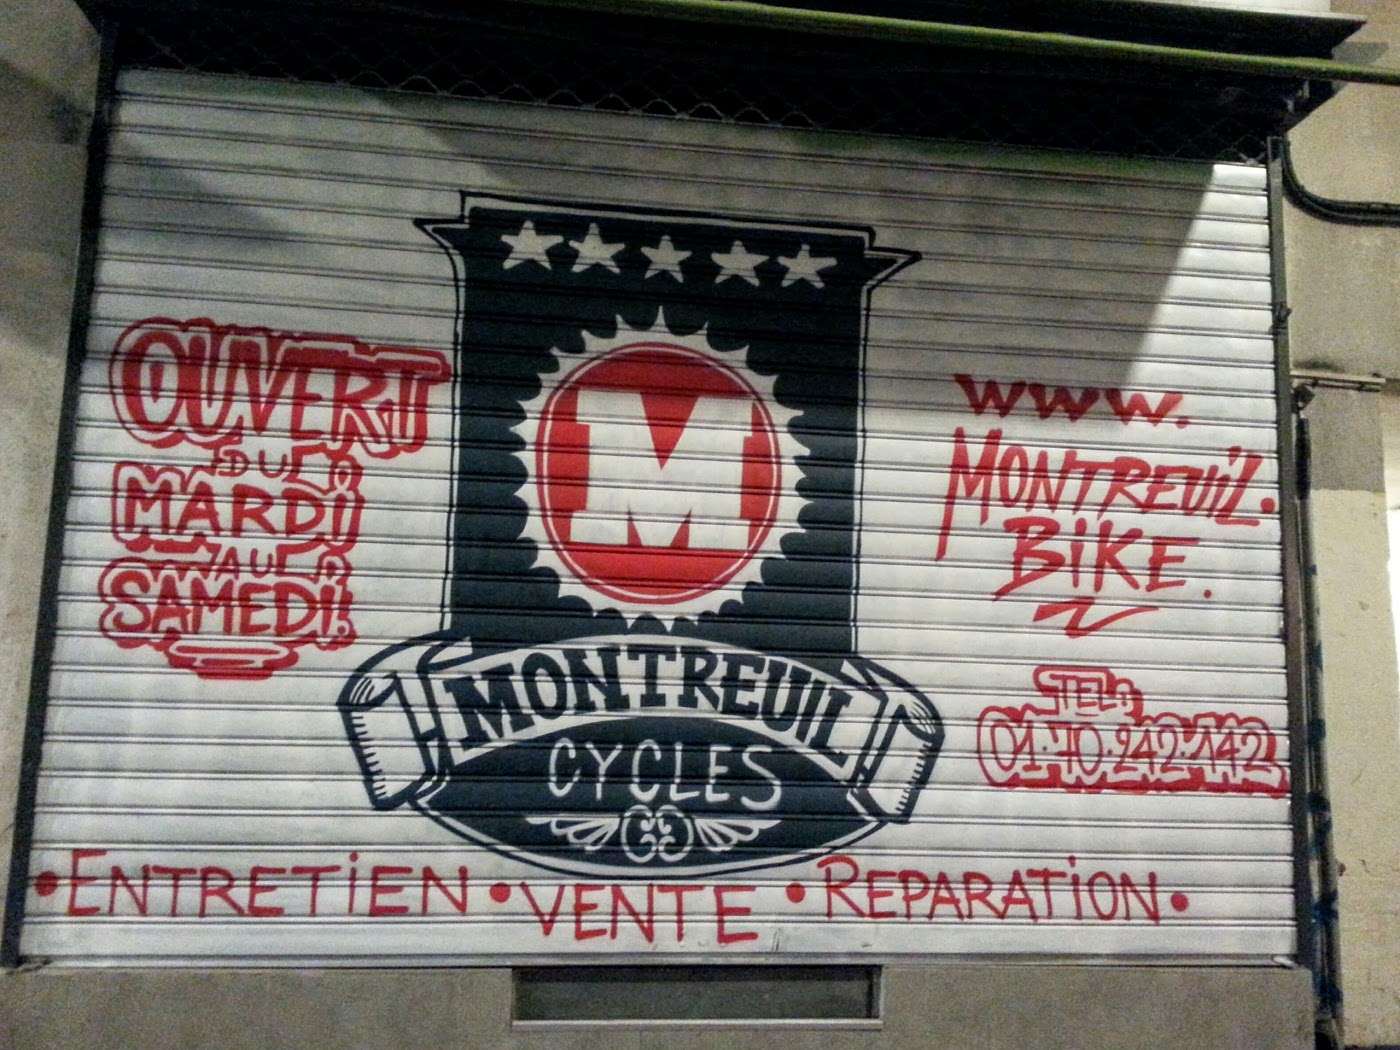 OUVERT
DU
MARDI
AU
SAMEDI.
M
MONTREUIL
CYCLES
www.
MONTREUIL.
BIKE.
TEL:
01.70.242.142
• ENTRETIEN • VENTE • REPARATION •